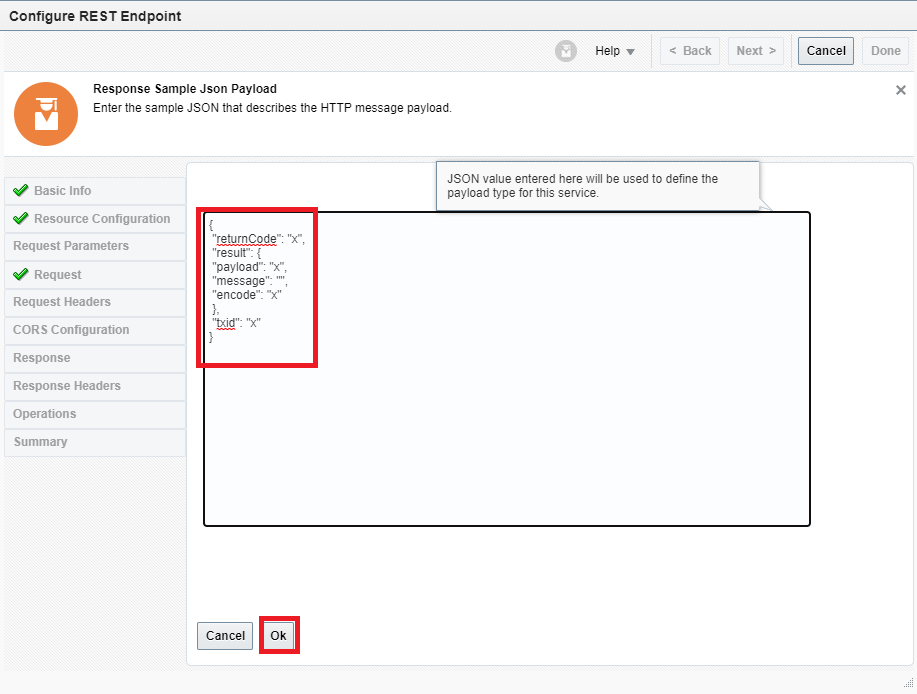 Configure REST Endpoint
Help
< Back
Next >
Cancel
Done
Response Sample Json Payload
Enter the sample JSON that describes the HTTP message payload.
Basic Info
Resource Configuration
Request Parameters
Request
Request Headers
CORS Configuration
Response
Response Headers
Operations
Summary
JSON value entered here will be used to define the
payload type for this service.
{
"returnCode": "x",
"result": {
"payload": "x",
"message": "",
"encode": "x"
},
"txid": "x"
}
Cancel
Ok